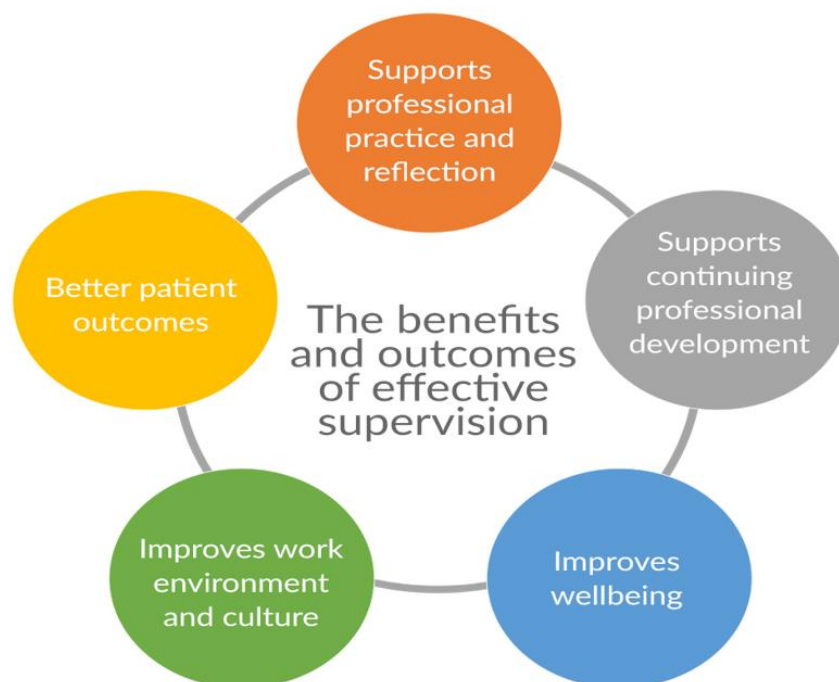 Supports
professional
practice and
reflection
Supports
continuing
professional
development
Improves
wellbeing
Improves work
environment
and culture
Better patient
outcomes
The benefits
and outcomes
of effective
supervision